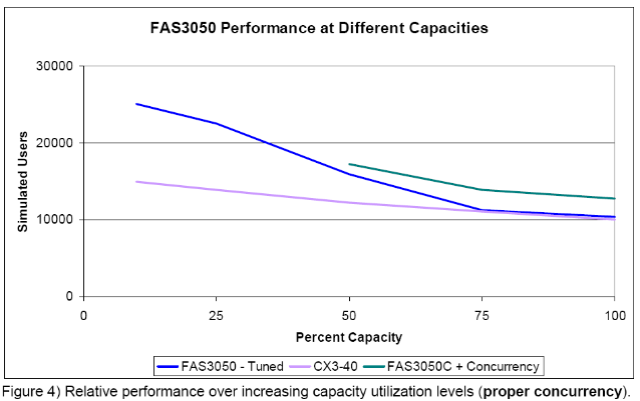 FAS3050 Performance at Different Capacities
30000
20000
10000
0
Simulated Users
0 25 50 75 100
Percent Capacity
FAS3050 - Tuned CX3-40 FAS3050C + Concurrency
Figure 4) Relative performance over increasing capacity utilization levels (proper concurrency).